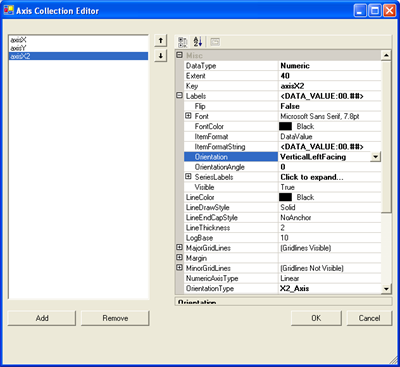 Axis Collection Editor
axisX
axisY
axisX2
Misc
DataType Numeric
Extent 40
Key axisX2
Labels <DATA_VALUE:00.##>
Flip False
Font Microsoft Sans Serif, 7.8pt
FontColor Black
ItemFormat DataValue
ItemFormatString <DATA_VALUE:00.##>
Orientation VerticalLeftFacing
OrientationAngle 0
SeriesLabels Click to expand...
Visible True
LineColor Black
LineDrawStyle Solid
LineEndCapStyle NoAnchor
LineThickness 2
LogBase 10
MajorGridLines (Gridlines Visible)
Margin
MinorGridLines (Gridlines Not Visible)
NumericAxisType Linear
OrientationType X2_Axis
Orientation
Add Remove OK Cancel